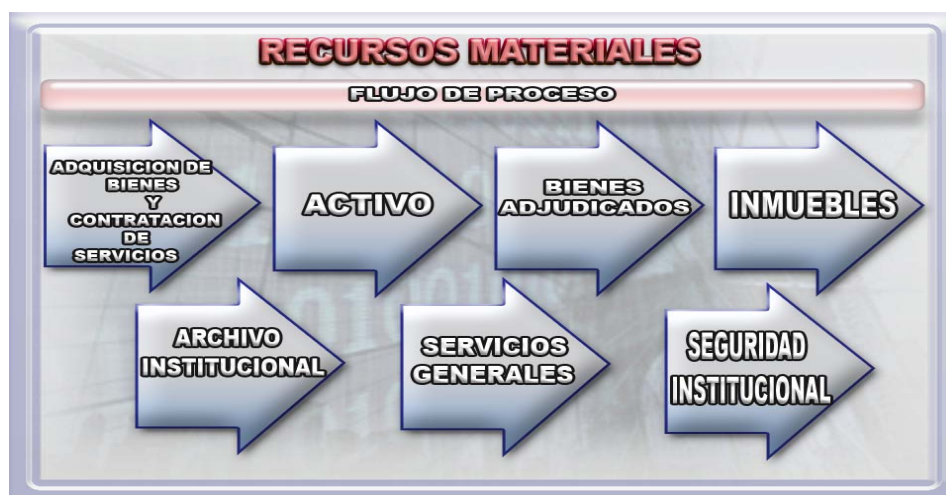 RECURSOS MATERIALES
FLUJO DE PROCESO
ADQUISICION DE
BIENES
Y
CONTRATACION
DE
SERVICIOS
ACTIVO
BIENES
ADJUDICADOS
INMUEBLES
ARCHIVO
INSTITUCIONAL
SERVICIOS
GENERALES
SEGURIDAD
INSTITUCIONAL